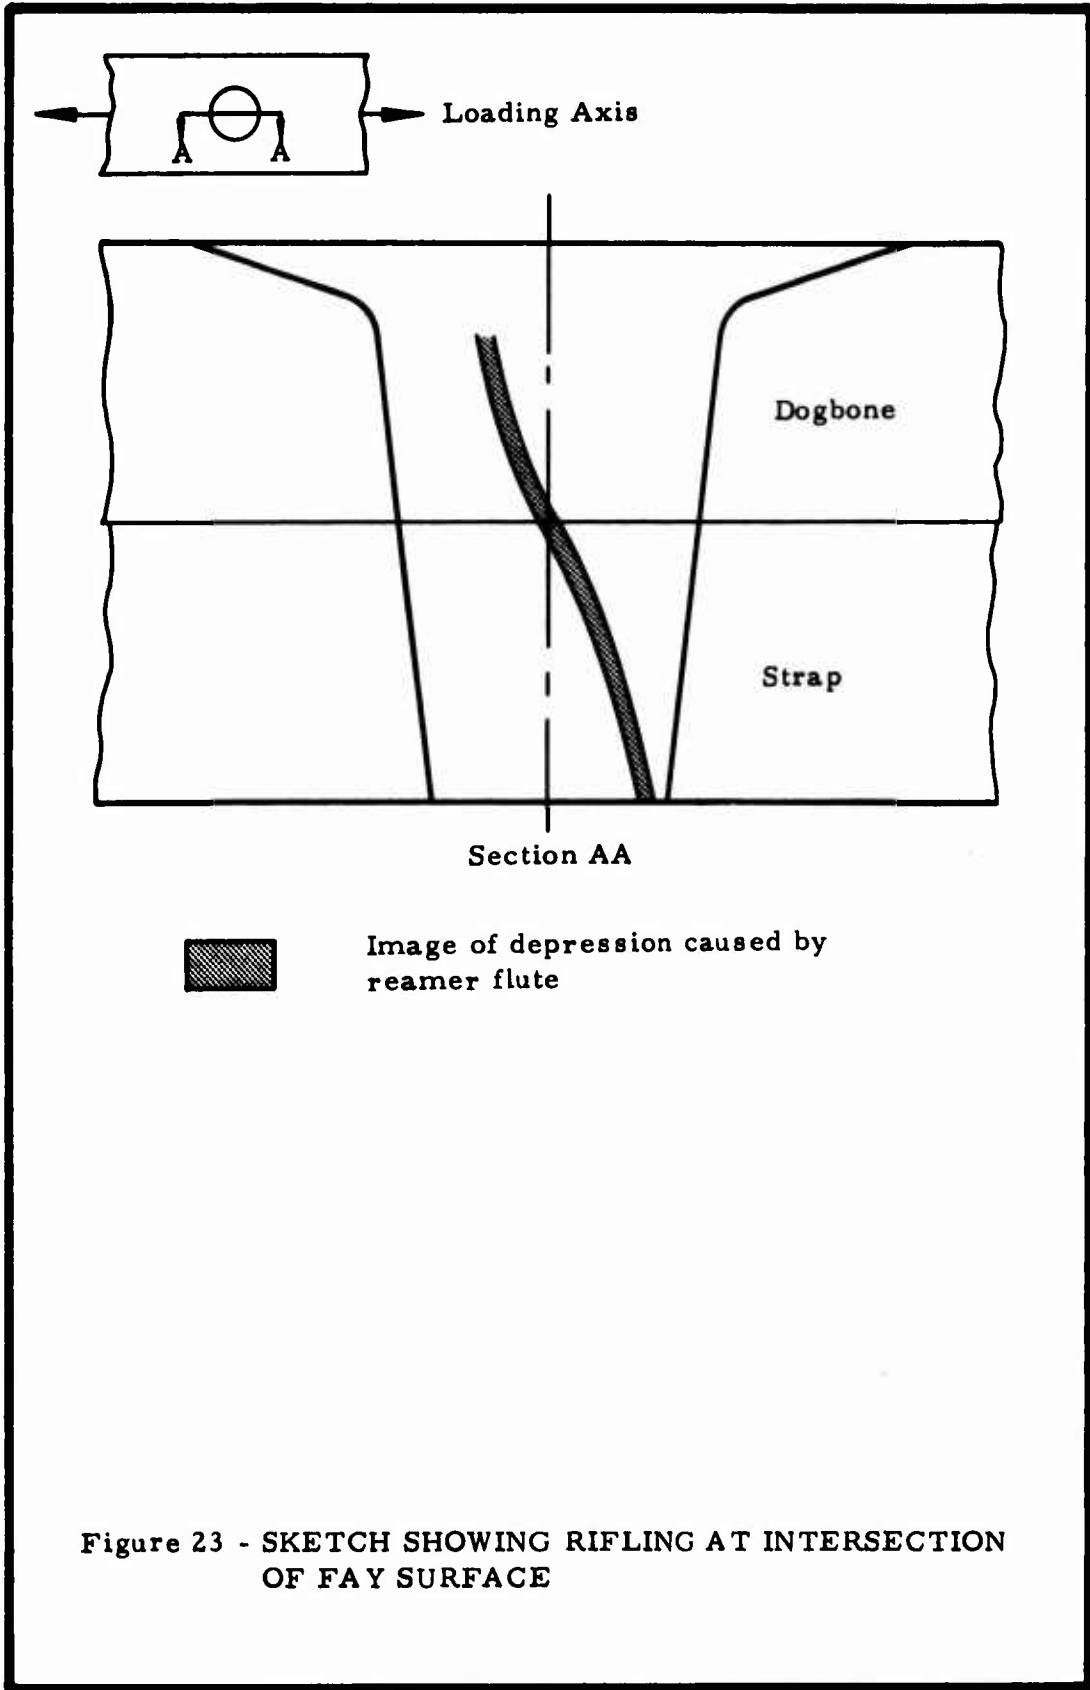 Loading Axis
A A
Dogbone
Strap
Section AA
Image of depression caused by
reamer flute
Figure 23 - SKETCH SHOWING RIFLING AT INTERSECTION
OF FAY SURFACE